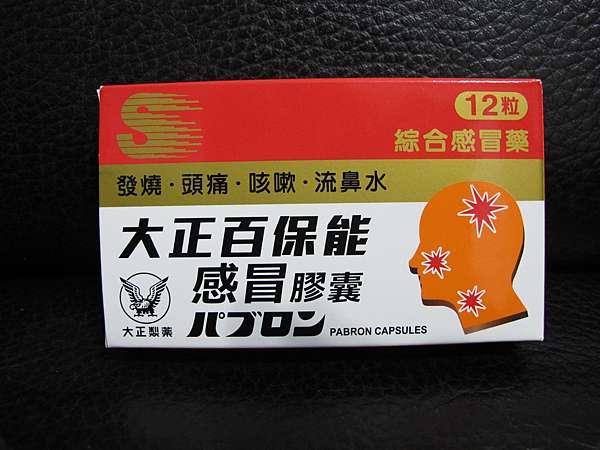 S
12粒
綜合感冒藥
發燒·頭痛·咳嗽·流鼻水
大正百保能
感冒膠囊
パブロン PABRON CAPSULES
大正製薬